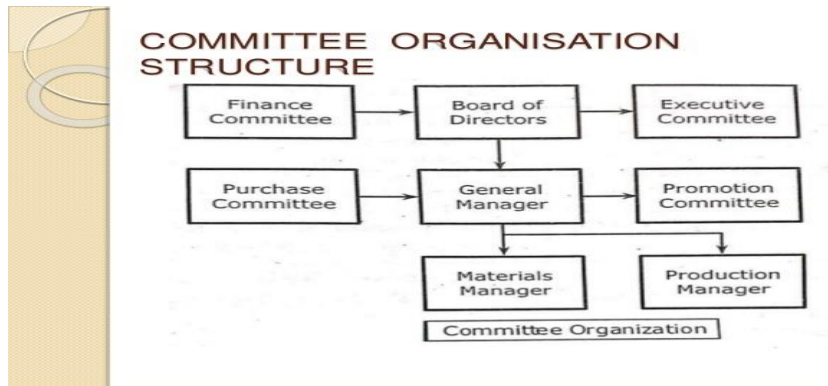 COMMITTEE ORGANISATION
STRUCTURE
Finance
Committee
Board of
Directors
Executive
Committee
Purchase
Committee
General
Manager
Promotion
Committee
Materials
Manager
Production
Manager
Committee Organization